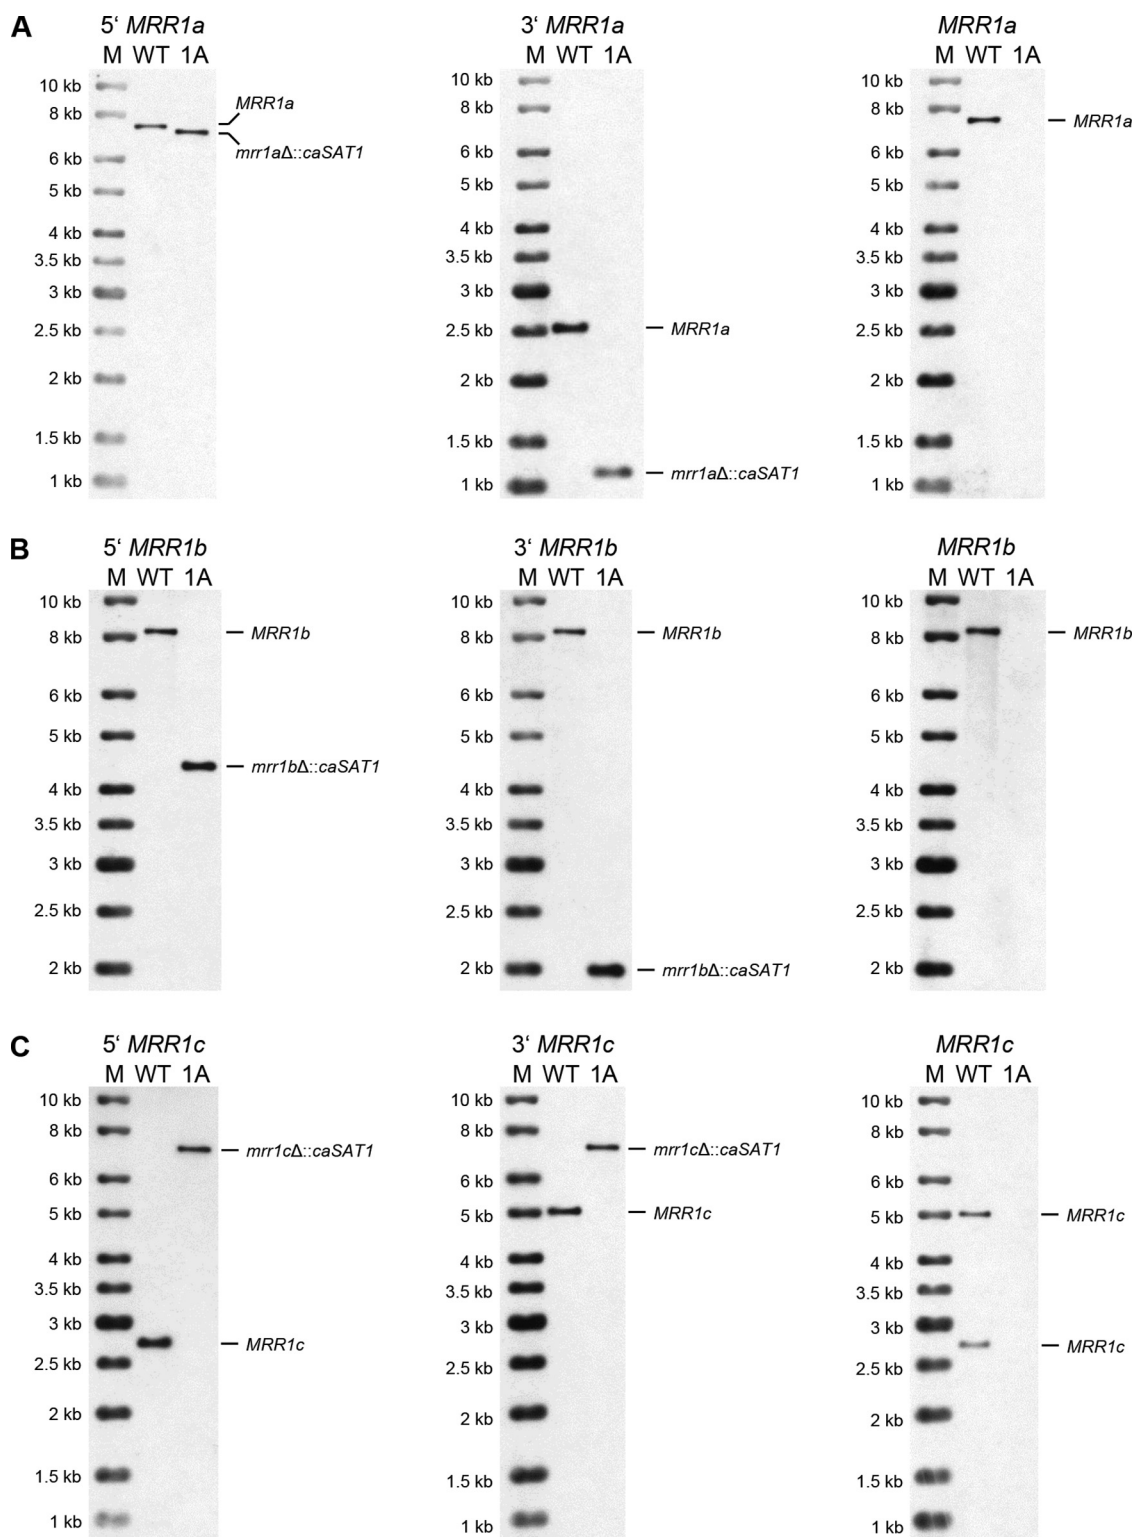 A
5‘ MRR1a
M WT 1A
10 kb
8 kb
6 kb
5 kb
4 kb
3.5 kb
3 kb
2.5 kb
2 kb
1.5 kb
1 kb
MRR1a
mrr1aΔ::caSAT1
3‘ MRR1a
M WT 1A
10 kb
8 kb
6 kb
5 kb
4 kb
3.5 kb
3 kb
2.5 kb
2 kb
1.5 kb
1 kb
MRR1a
mrr1aΔ::caSAT1
MRR1a
M WT 1A
10 kb
8 kb
6 kb
5 kb
4 kb
3.5 kb
3 kb
2.5 kb
2 kb
1.5 kb
1 kb
MRR1a
B
5‘ MRR1b
M WT 1A
10 kb
8 kb
6 kb
5 kb
4 kb
3.5 kb
3 kb
2.5 kb
2 kb
MRR1b
mrr1bΔ::caSAT1
3‘ MRR1b
M WT 1A
10 kb
8 kb
6 kb
5 kb
4 kb
3.5 kb
3 kb
2.5 kb
2 kb
MRR1b
mrr1bΔ::caSAT1
MRR1b
M WT 1A
10 kb
8 kb
6 kb
5 kb
4 kb
3.5 kb
3 kb
2.5 kb
2 kb
MRR1b
C
5‘ MRR1c
M WT 1A
10 kb
8 kb
6 kb
5 kb
4 kb
3.5 kb
3 kb
2.5 kb
2 kb
1.5 kb
1 kb
mrr1cΔ::caSAT1
MRR1c
3‘ MRR1c
M WT 1A
10 kb
8 kb
6 kb
5 kb
4 kb
3.5 kb
3 kb
2.5 kb
2 kb
1.5 kb
1 kb
mrr1cΔ::caSAT1
MRR1c
MRR1c
M WT 1A
10 kb
8 kb
6 kb
5 kb
4 kb
3.5 kb
3 kb
2.5 kb
2 kb
1.5 kb
1 kb
MRR1c
MRR1c